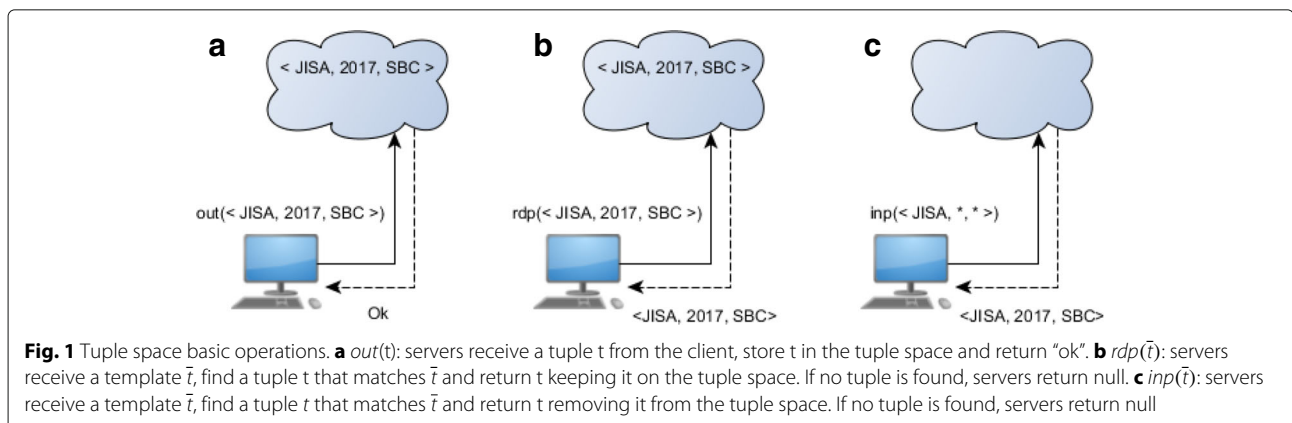 a
b
c
< JISA, 2017, SBC >
< JISA, 2017, SBC >
out(< JISA, 2017, SBC >)
rdp(< JISA, 2017, SBC >)
inp(< JISA, *, * >)
Ok
<JISA, 2017, SBC>
<JISA, 2017, SBC>
Fig. 1 Tuple space basic operations. a out(t): servers receive a tuple t from the client, store t in the tuple space and return “ok”. b rdp(t̅): servers
receive a template t̅, find a tuple t that matches t̅ and return t keeping it on the tuple space. If no tuple is found, servers return null. c inp(t̅): servers
receive a template t̅, find a tuple t that matches t̅ and return t removing it from the tuple space. If no tuple is found, servers return null